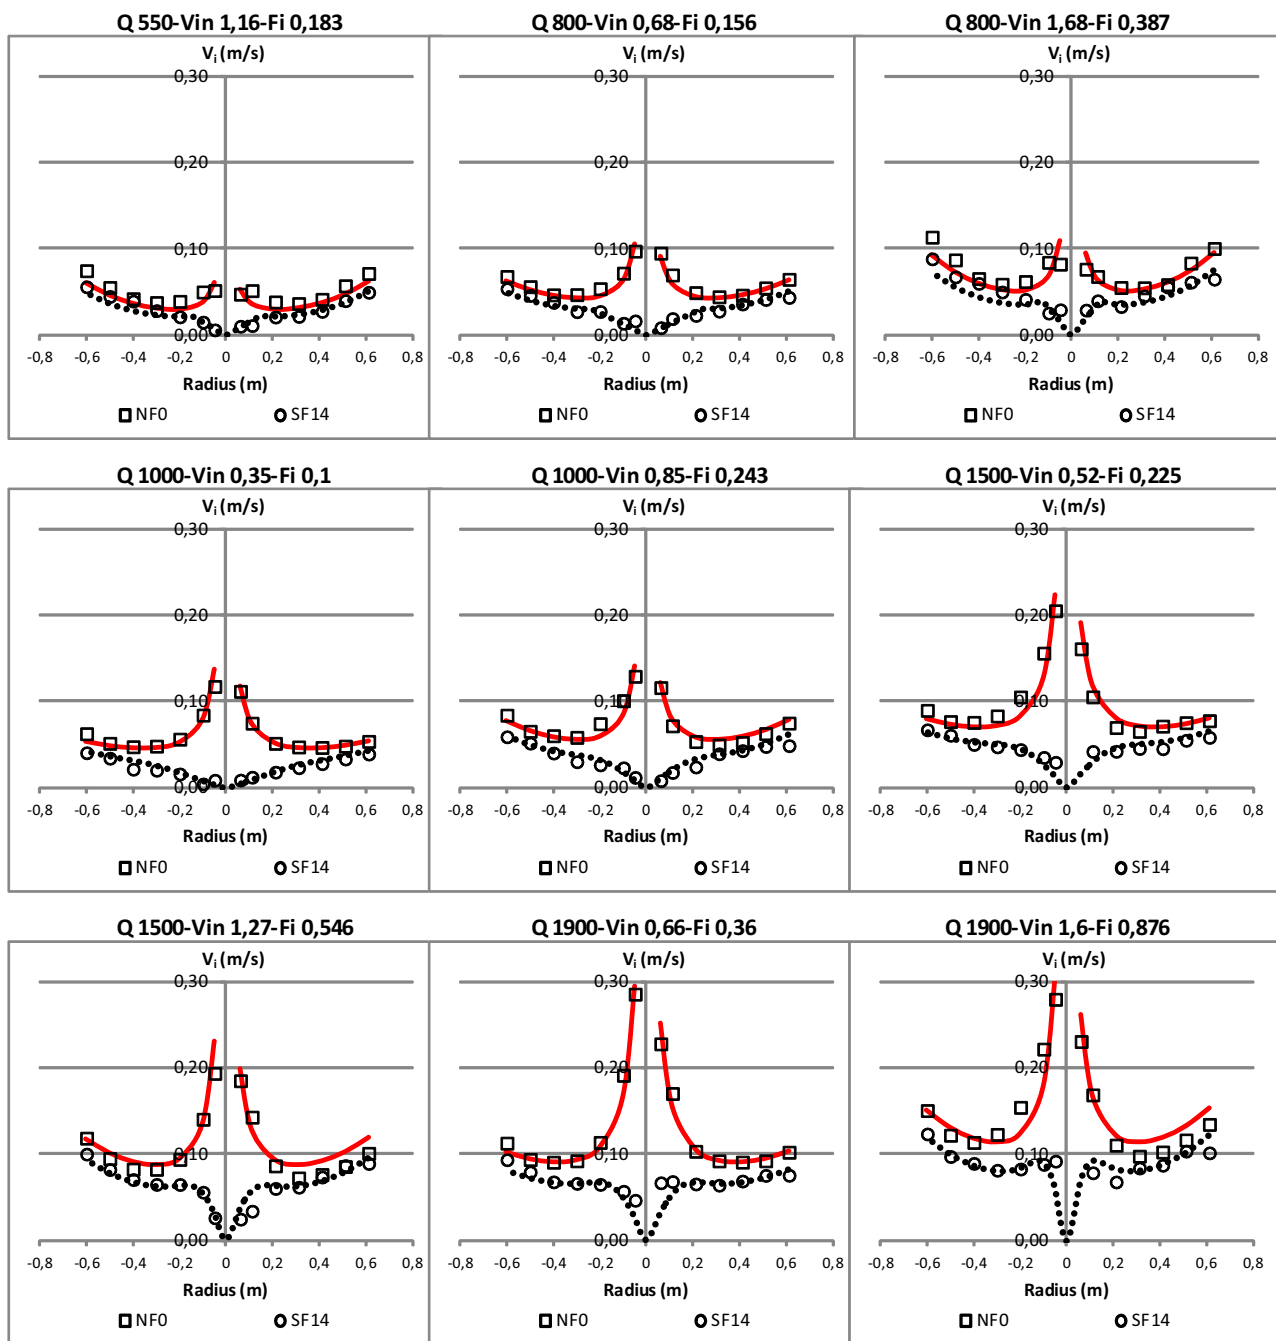 Q 550-Vin 1,16-Fi 0,183
Vi (m/s)
0,30
0,20
0,10
0,00
-0,8 -0,6 -0,4 -0,2 0 0,2 0,4 0,6 0,8
Radius (m)
NF0 SF14
Q 800-Vin 0,68-Fi 0,156
Vi (m/s)
0,30
0,20
0,10
0,00
-0,8 -0,6 -0,4 -0,2 0 0,2 0,4 0,6 0,8
Radius (m)
NF0 SF14
Q 800-Vin 1,68-Fi 0,387
Vi (m/s)
0,30
0,20
0,10
0,00
-0,8 -0,6 -0,4 -0,2 0 0,2 0,4 0,6 0,8
Radius (m)
NF0 SF14
Q 1000-Vin 0,35-Fi 0,1
Vi (m/s)
0,30
0,20
0,10
0,00
-0,8 -0,6 -0,4 -0,2 0 0,2 0,4 0,6 0,8
Radius (m)
NF0 SF14
Q 1000-Vin 0,85-Fi 0,243
Vi (m/s)
0,30
0,20
0,10
0,00
-0,8 -0,6 -0,4 -0,2 0 0,2 0,4 0,6 0,8
Radius (m)
NF0 SF14
Q 1500-Vin 0,52-Fi 0,225
Vi (m/s)
0,30
0,20
0,10
0,00
-0,8 -0,6 -0,4 -0,2 0 0,2 0,4 0,6 0,8
Radius (m)
NF0 SF14
Q 1500-Vin 1,27-Fi 0,546
Vi (m/s)
0,30
0,20
0,10
0,00
-0,8 -0,6 -0,4 -0,2 0 0,2 0,4 0,6 0,8
Radius (m)
NF0 SF14
Q 1900-Vin 0,66-Fi 0,36
Vi (m/s)
0,30
0,20
0,10
0,00
-0,8 -0,6 -0,4 -0,2 0 0,2 0,4 0,6 0,8
Radius (m)
NF0 SF14
Q 1900-Vin 1,6-Fi 0,876
Vi (m/s)
0,30
0,20
0,10
0,00
-0,8 -0,6 -0,4 -0,2 0 0,2 0,4 0,6 0,8
Radius (m)
NF0 SF14